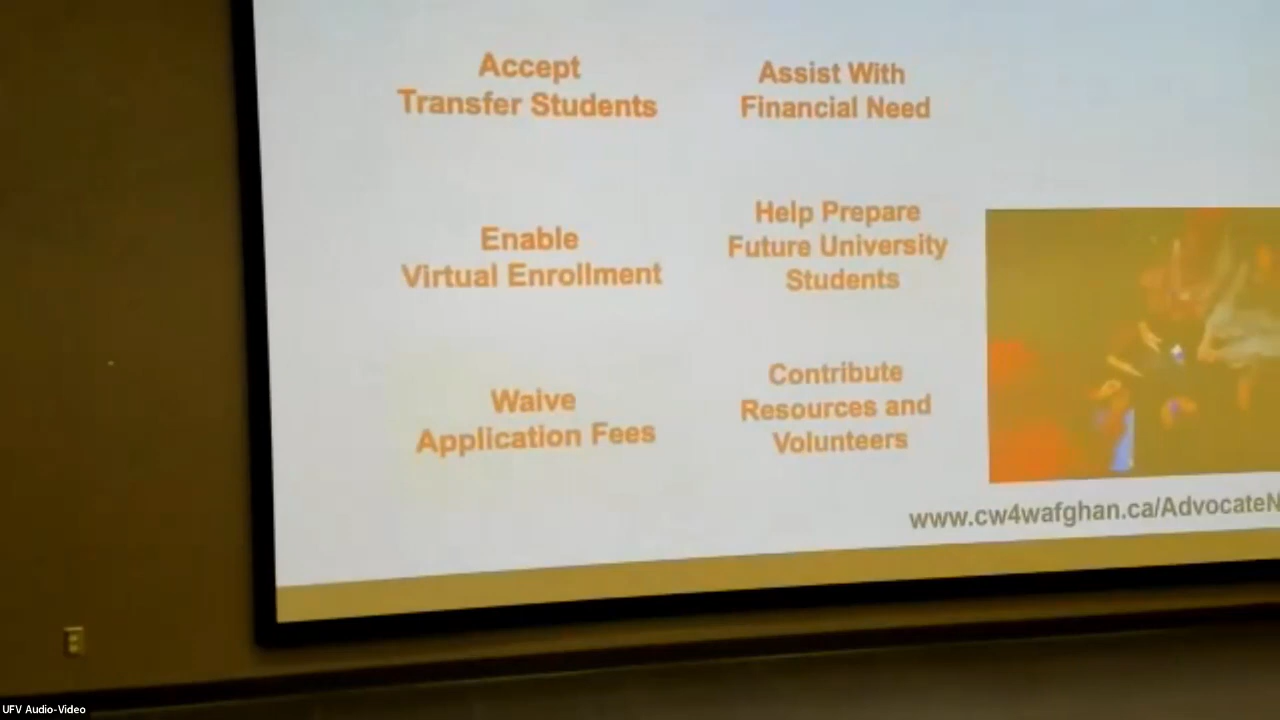 Accept
Transfer Students
Assist With
Financial Need
Enable
Virtual Enrollment
Help Prepare
Future University
Students
Waive
Application Fees
Contribute
Resources and
Volunteers
www.cw4wafghan.ca/AdvocateN
UFV Audio-Video